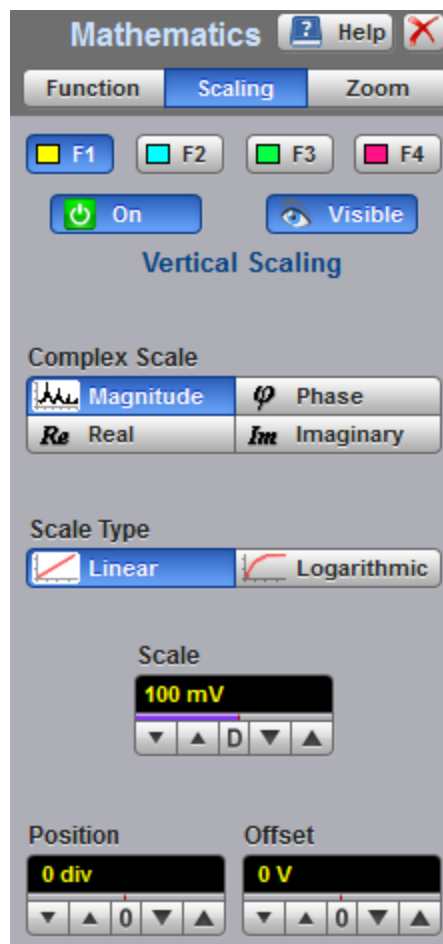 Mathematics Help
Function Scaling Zoom
F1 F2 F3 F4
On Visible
Vertical Scaling
Complex Scale
Magnitude φ Phase
Re Real Im Imaginary
Scale Type
Linear Logarithmic
Scale
100 mV
D
Position Offset
0 div 0 V
0 0